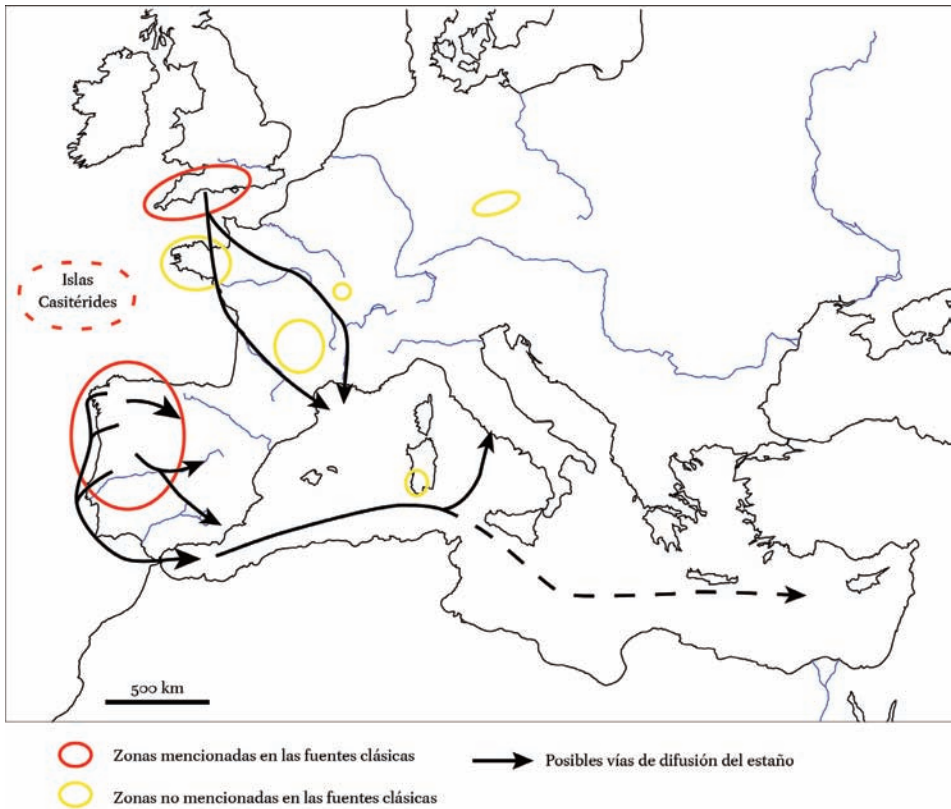 Islas
Casitérides
500 km
Zonas mencionadas en las fuentes clásicas
Posibles vías de difusión del estaño
Zonas no mencionadas en las fuentes clásicas